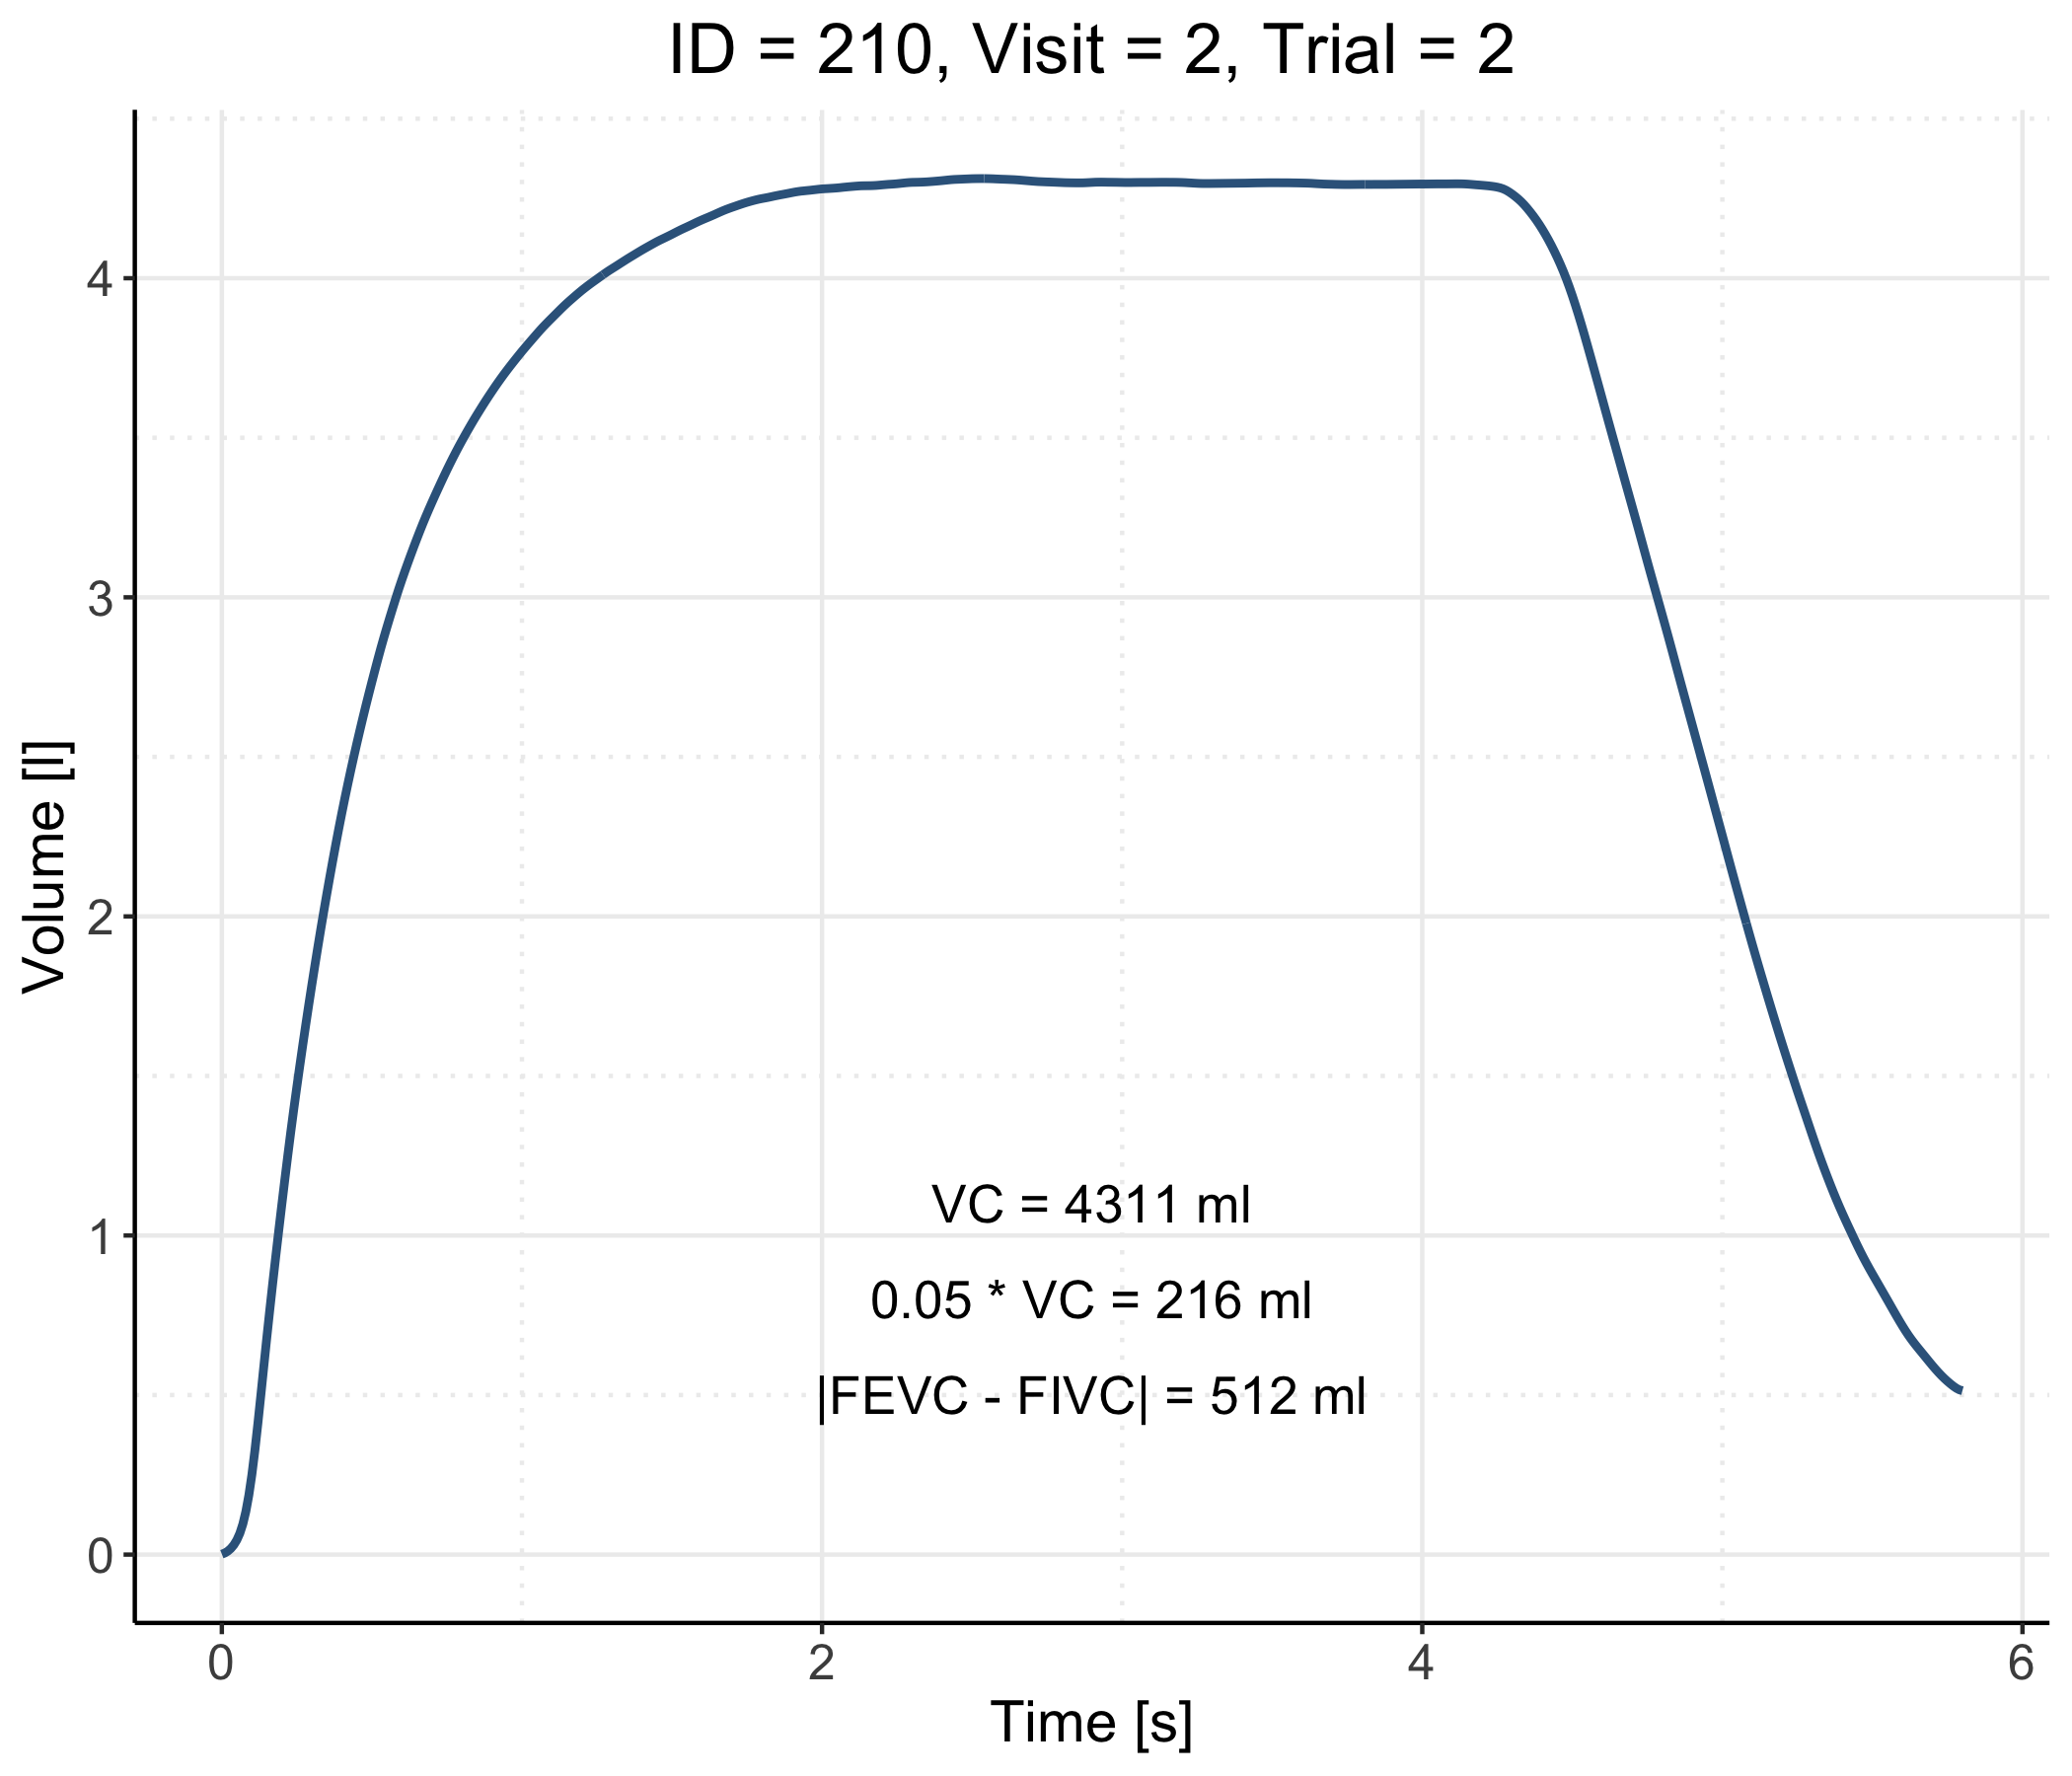 ID = 210, Visit = 2, Trial = 2
4
3
2
1
0
Volume [l]
VC = 4311 ml
0.05 * VC = 216 ml
|FEVC - FIVC| = 512 ml
0 2 4 6
Time [s]